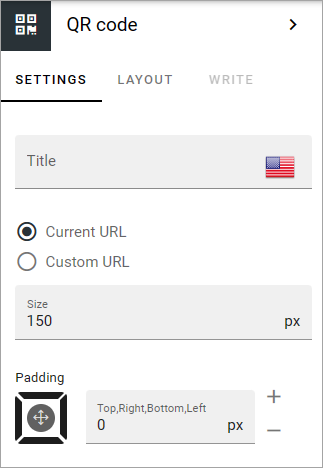 QR code
SETTINGS LAYOUT WRITE
Title
Current URL
Custom URL
Size
150 px
Padding
Top,Right,Bottom,Left
0 px